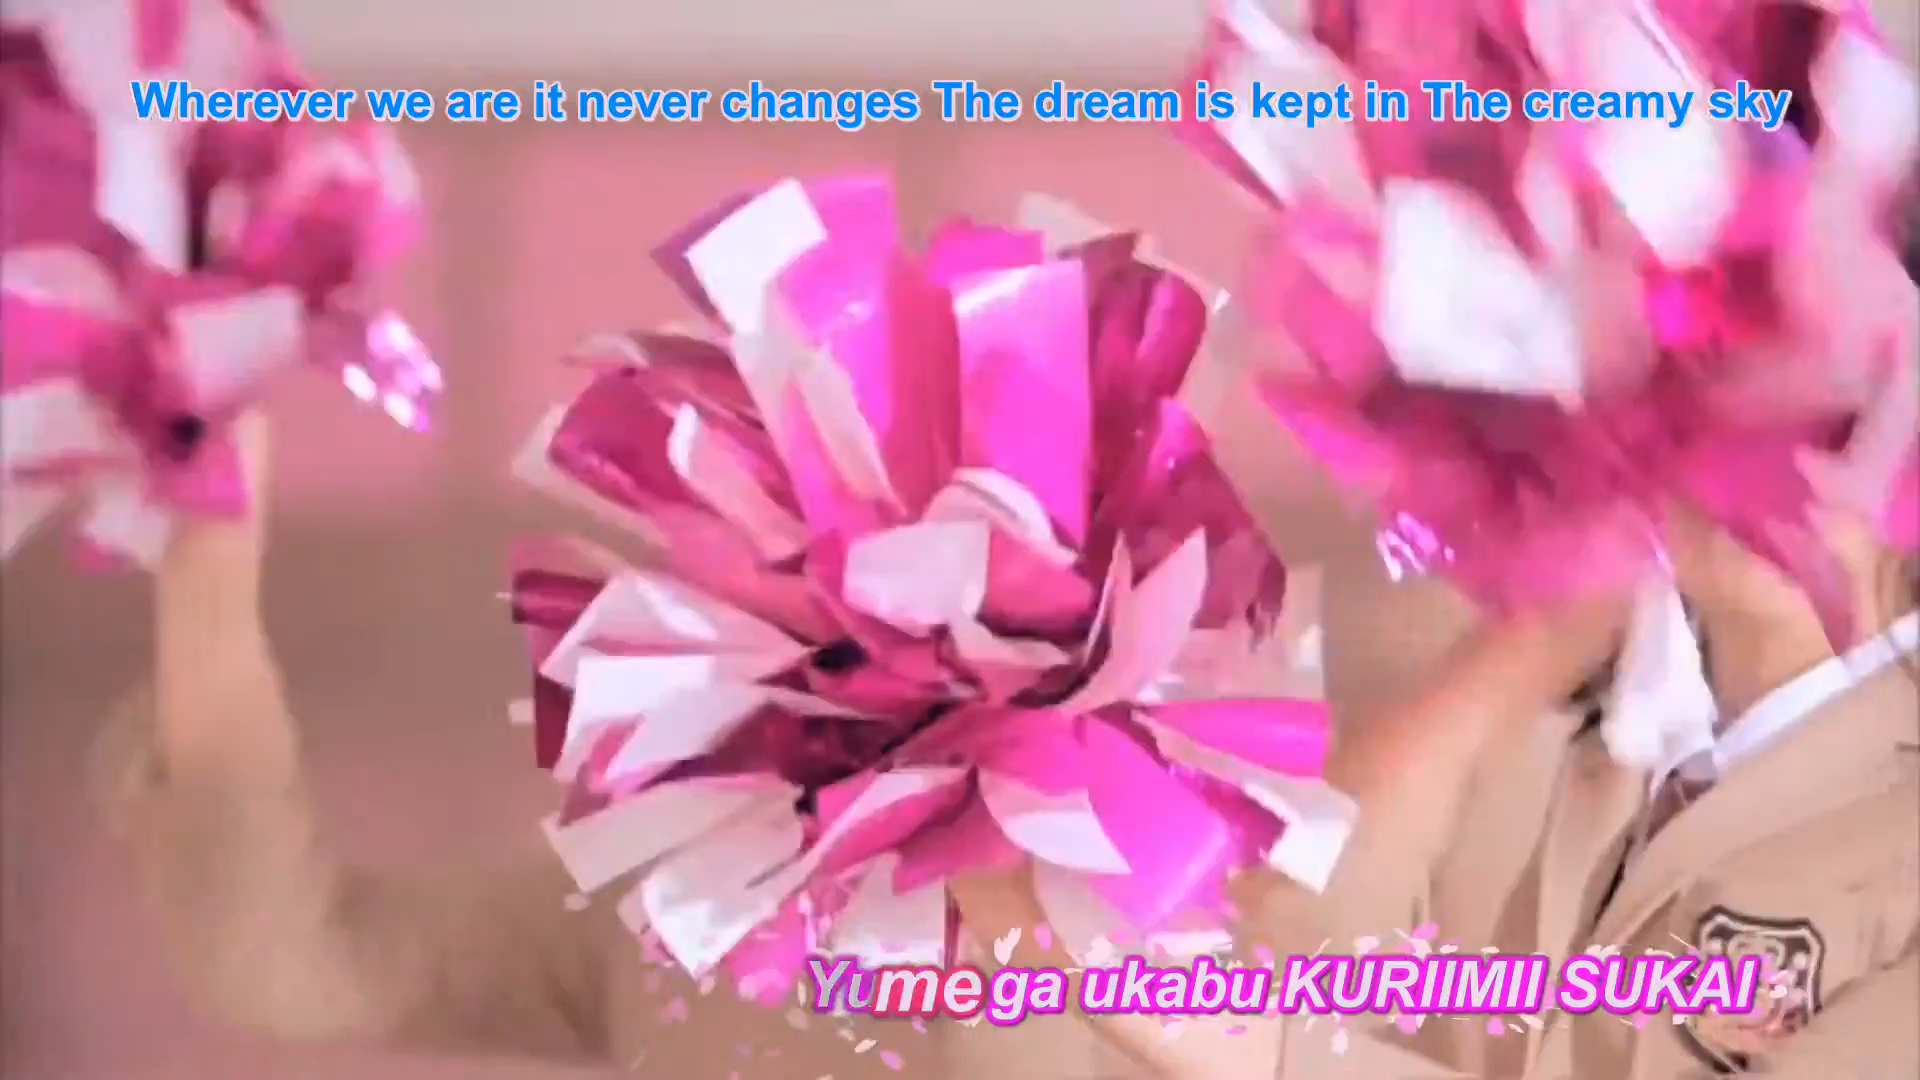 Wherever we are it never changes The dream is kept in The creamy sky
Yume ga ukabu KURIIMII SUKAI